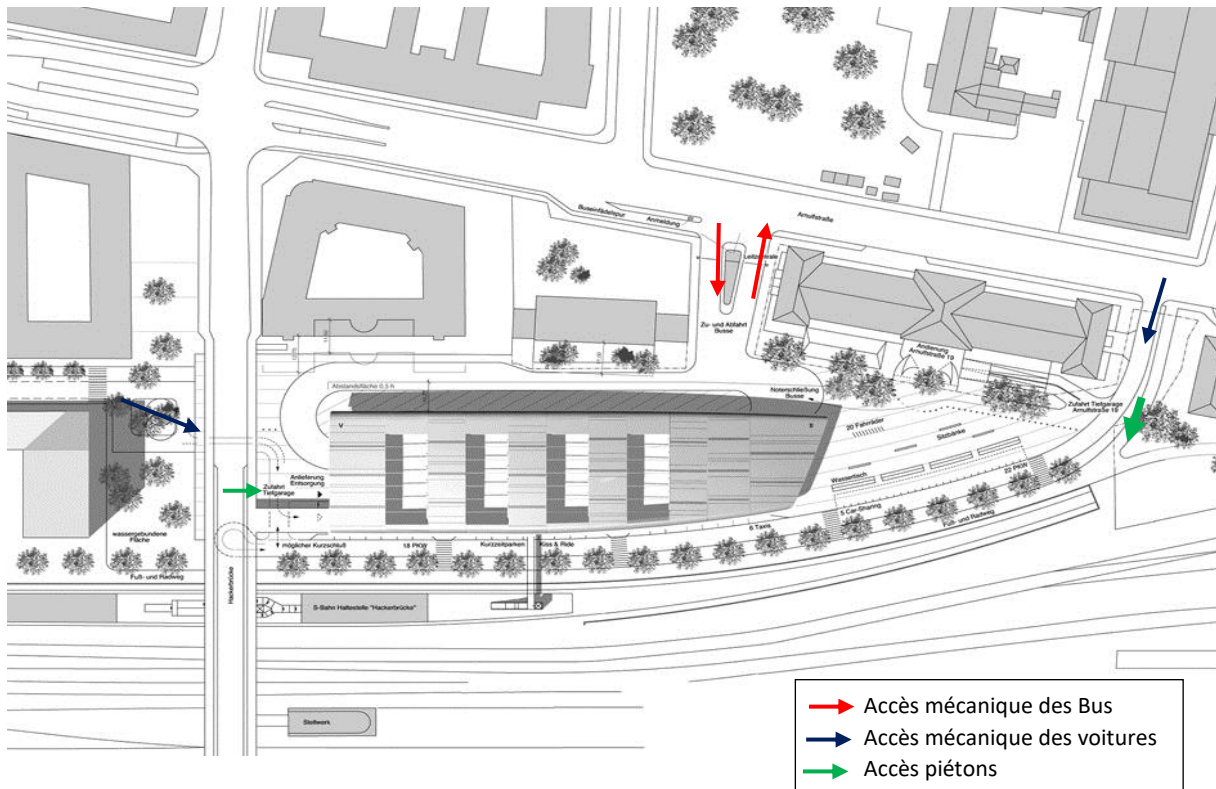 Buseinfädelspur
Anmeldung
Arnulfstraße
Leitzentrale
Zu- und Abfahrt
Busse
Andienung
Arnulfstraße 19
Abstandsfläche 0,5 h
Noterschließung
Busse
Zufahrt Tiefgarage
Arnulfstraße 19
20 Fahrräder
Sitzbänke
Anlieferung
Entsorgung
Zufahrt
Tiefgarage
Wassertisch
22 PKW
5 Car-Sharing
6 Taxis
Fuß- und Radweg
wassergebundene
Fläche
möglicher Kurzschluß
18 PKW
Kurzzeitparken
Kiss & Ride
Fuß- und Radweg
Hackerbrücke
S-Bahn Haltestelle "Hackerbrücke"
Stellwerk
Accès mécanique des Bus
Accès mécanique des voitures
Accès piétons